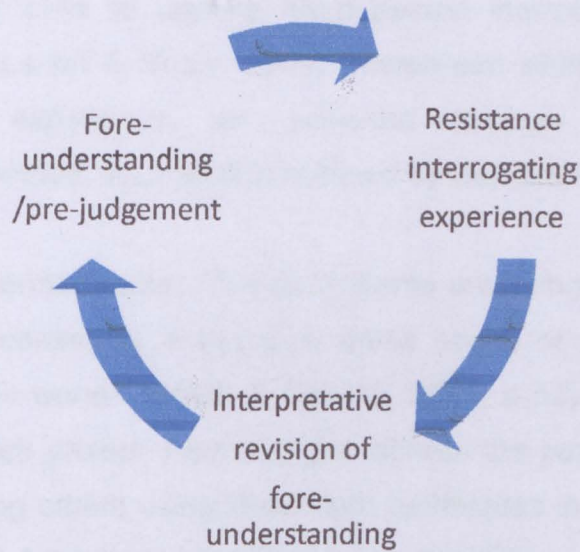 Fore-
understanding
/pre-judgement
Resistance
interrogating
experience
Interpretative
revision of
fore-
understanding